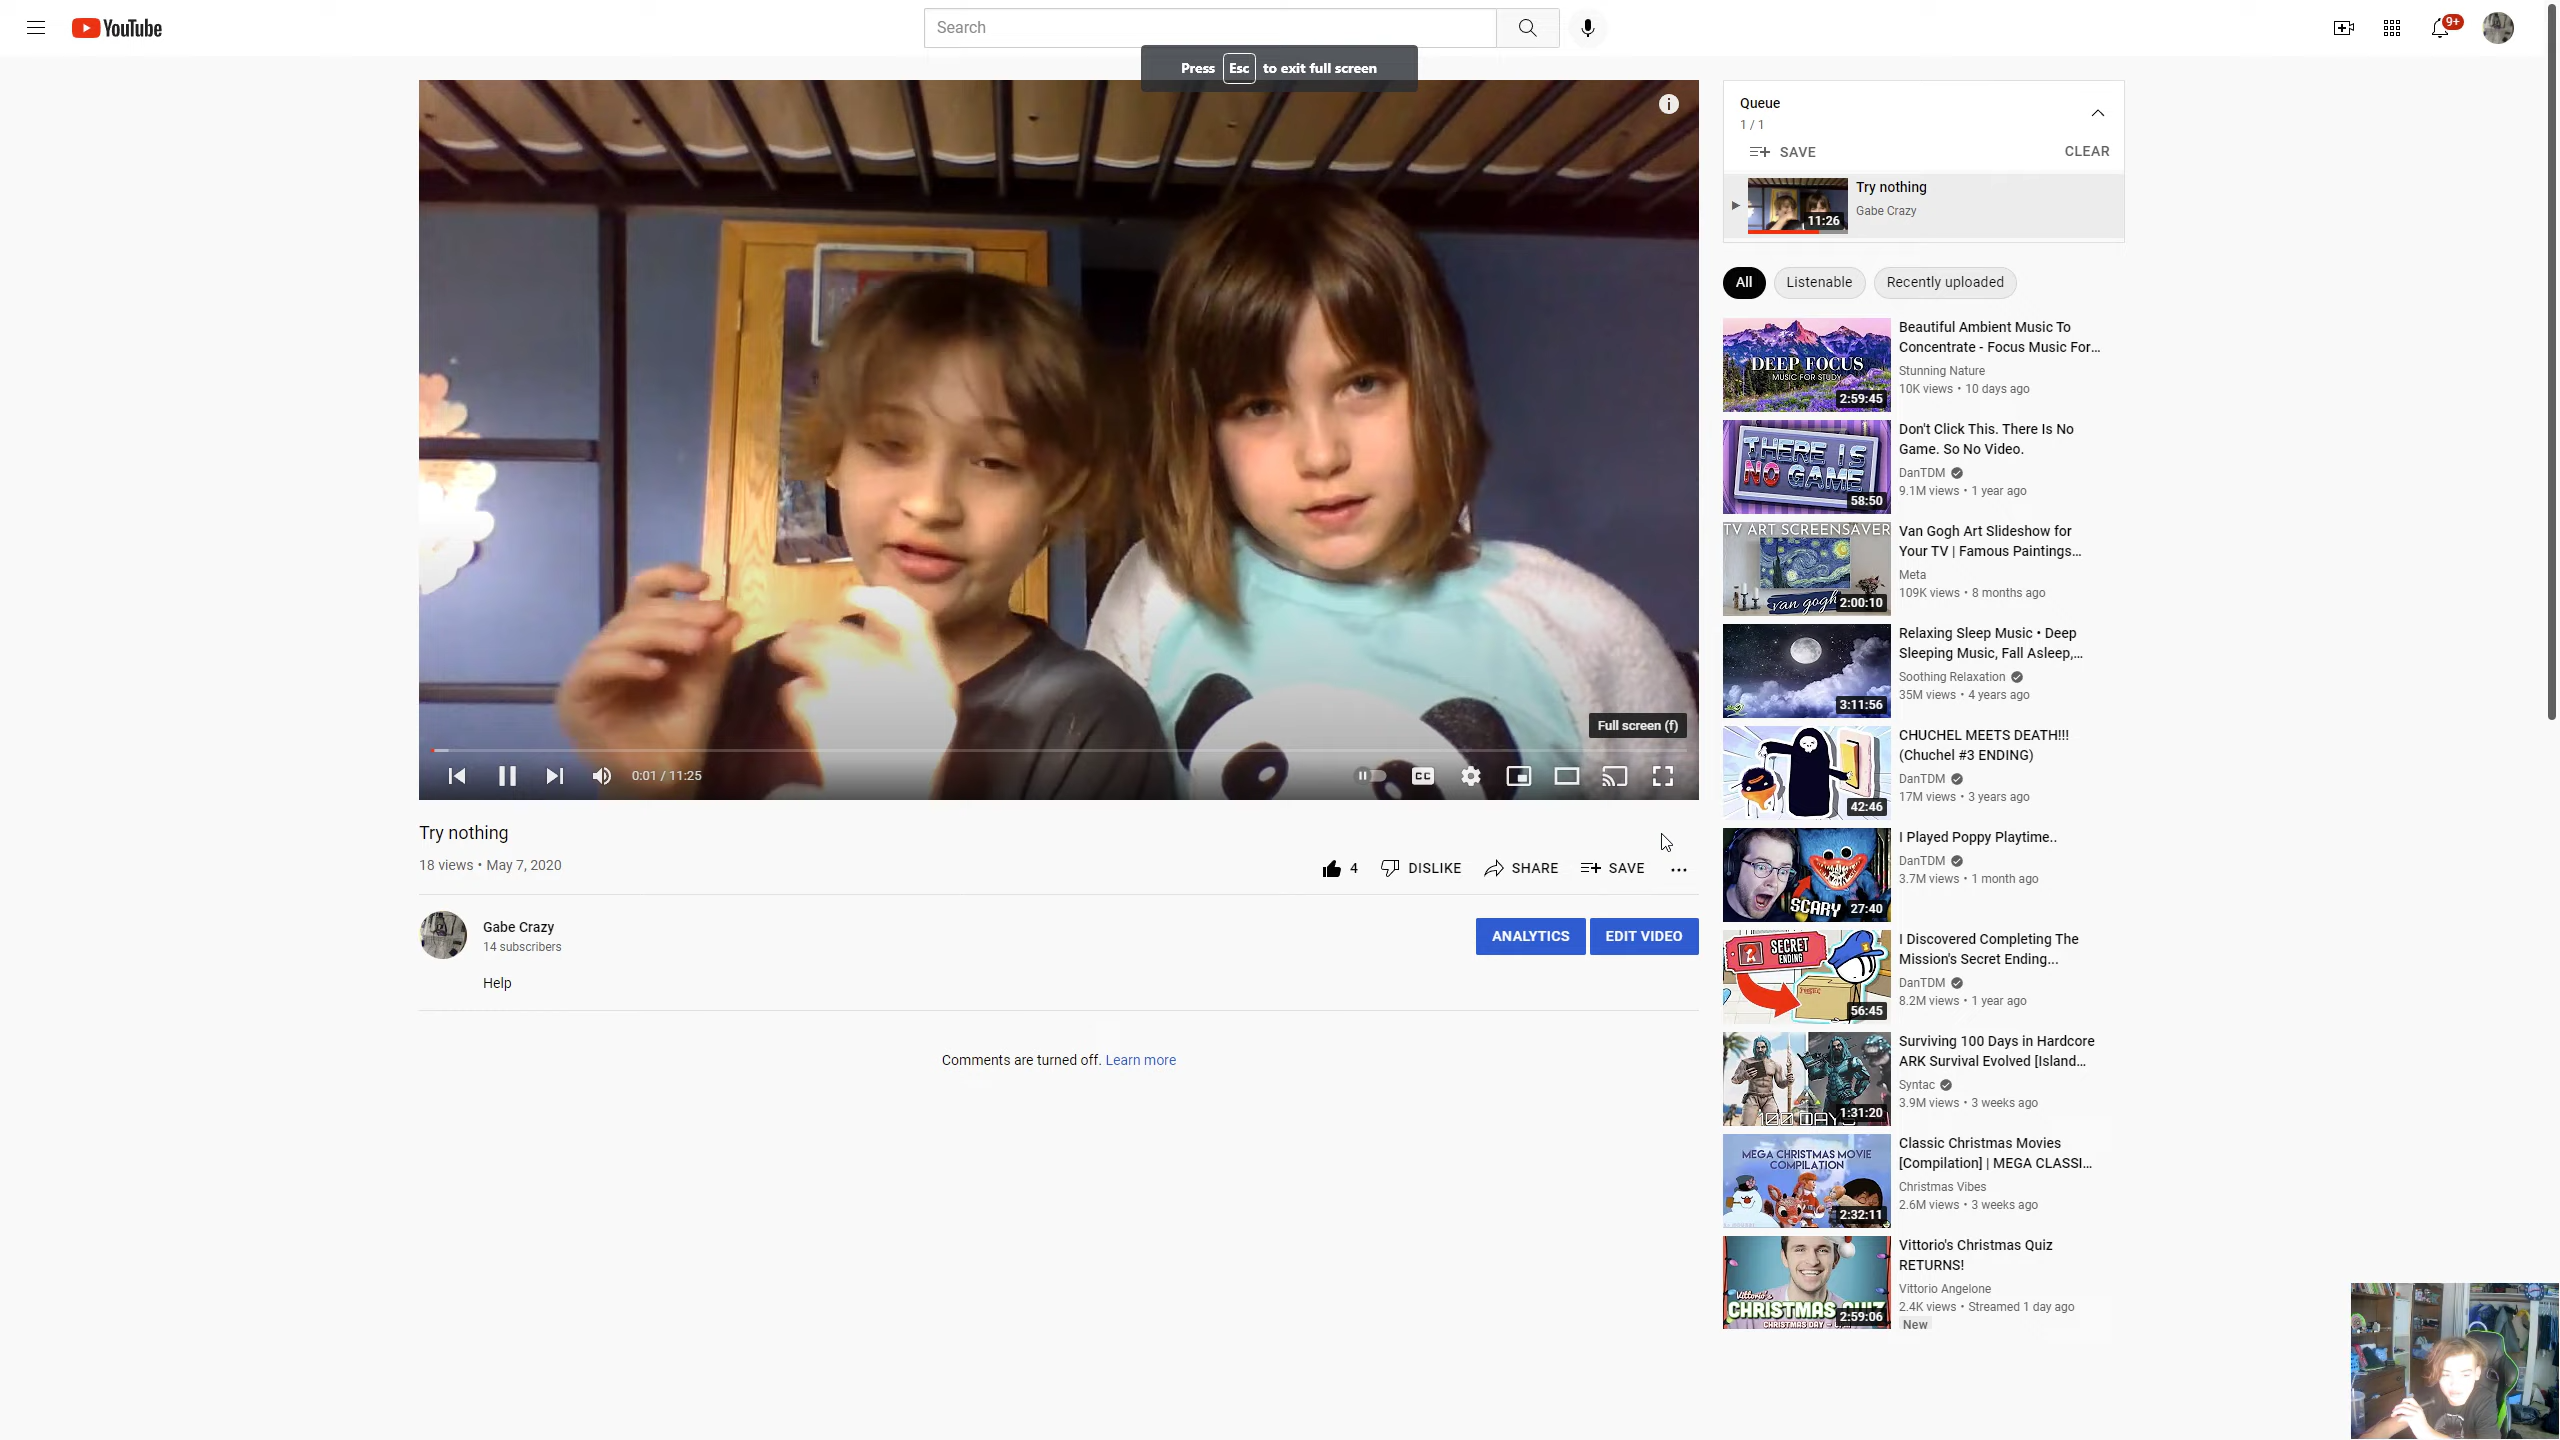 YouTube
Search
9+
Press Esc to exit full screen
Queue
1 / 1
SAVE
CLEAR
11:26
Try nothing
Gabe Crazy
All
Listenable
Recently uploaded
DEEP FOCUS
MUSIC FOR STUDY
2:59:45
Beautiful Ambient Music To
Concentrate - Focus Music For...
Stunning Nature
10K views • 10 days ago
THERE IS
NO GAME
58:50
Don't Click This. There Is No
Game. So No Video.
DanTDM
9.1M views • 1 year ago
TV ART SCREENSAVER
van gogh
2:00:10
Van Gogh Art Slideshow for
Your TV | Famous Paintings...
Meta
109K views • 8 months ago
3:11:56
Relaxing Sleep Music • Deep
Sleeping Music, Fall Asleep,...
Soothing Relaxation
35M views • 4 years ago
42:46
CHUCHEL MEETS DEATH!!!
(Chuchel #3 ENDING)
DanTDM
17M views • 3 years ago
SCARY
27:40
I Played Poppy Playtime..
DanTDM
3.7M views • 1 month ago
SECRET
ENDING
56:45
I Discovered Completing The
Mission's Secret Ending...
DanTDM
8.2M views • 1 year ago
100 DAYS
1:31:20
Surviving 100 Days in Hardcore
ARK Survival Evolved [Island...
Syntac
3.9M views • 3 weeks ago
MEGA CHRISTMAS MOVIE
COMPILATION
2:32:11
Classic Christmas Movies
[Compilation] | MEGA CLASSI...
Christmas Vibes
2.6M views • 3 weeks ago
Vittorio's
CHRISTMAS QUIZ
2:59:06
Vittorio's Christmas Quiz
RETURNS!
Vittorio Angelone
2.4K views • Streamed 1 day ago
New
Full screen (f)
0:01 / 11:25
CC
Try nothing
18 views • May 7, 2020
4
DISLIKE
SHARE
SAVE
Gabe Crazy
14 subscribers
ANALYTICS
EDIT VIDEO
Help
Comments are turned off. Learn more